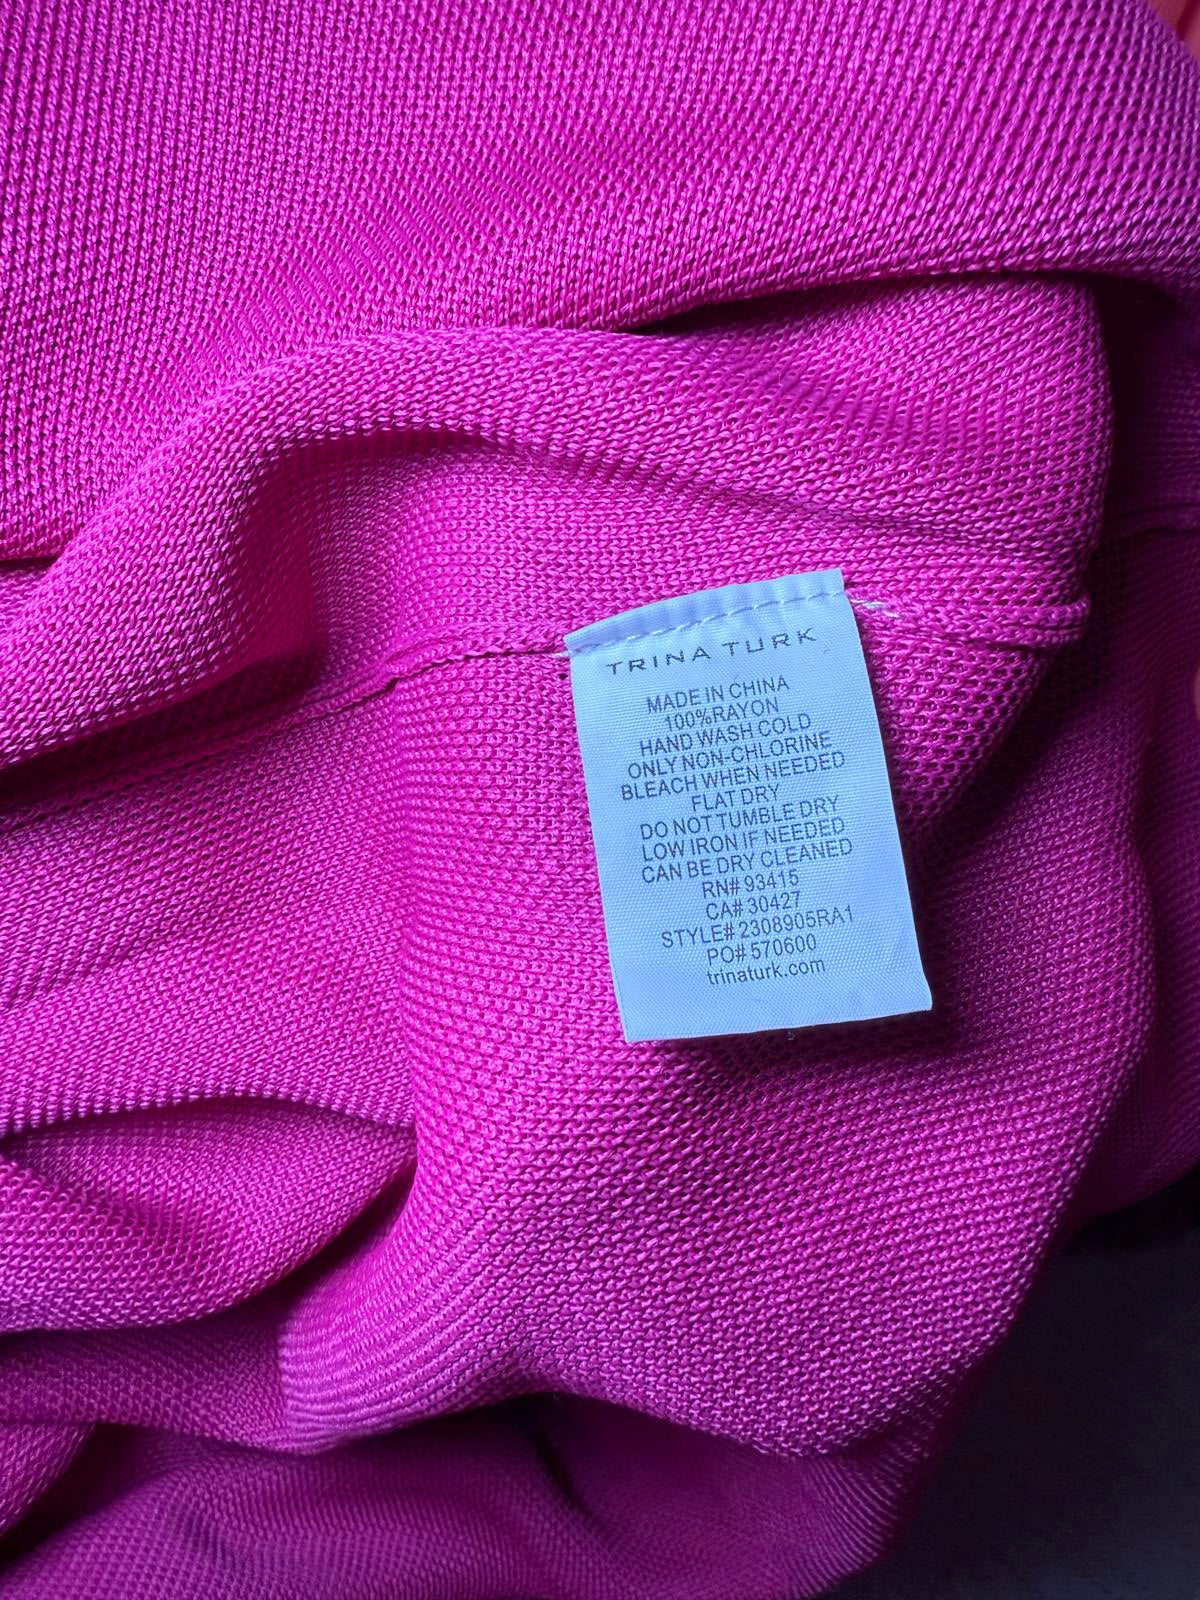 TRINA TURK
MADE IN CHINA
100%RAYON
HAND WASH COLD
ONLY NON-CHLORINE
BLEACH WHEN NEEDED
FLAT DRY
DO NOT TUMBLE DRY
LOW IRON IF NEEDED
CAN BE DRY CLEANED
RN# 93415
CA# 30427
STYLE# 2308905RA1
PO# 570600
trinaturk.com